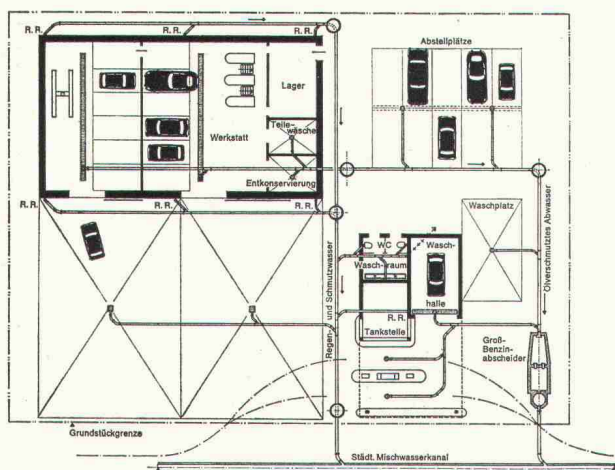 R. R.
R. R.
R. R.
Abstellplätze
Lager
Teile-
wäsche
Werkstatt
Entkonservierung
R. R.
R. R.
R. R.
Waschplatz
WC
Wasch-
Wasch-raum
halle
R. R.
Tankstelle
Regen- und Schmutzwasser
Ölverschmutztes Abwasser
Groß-
Benzin-
abscheider
Grundstückgrenze
Städt. Mischwasserkanal